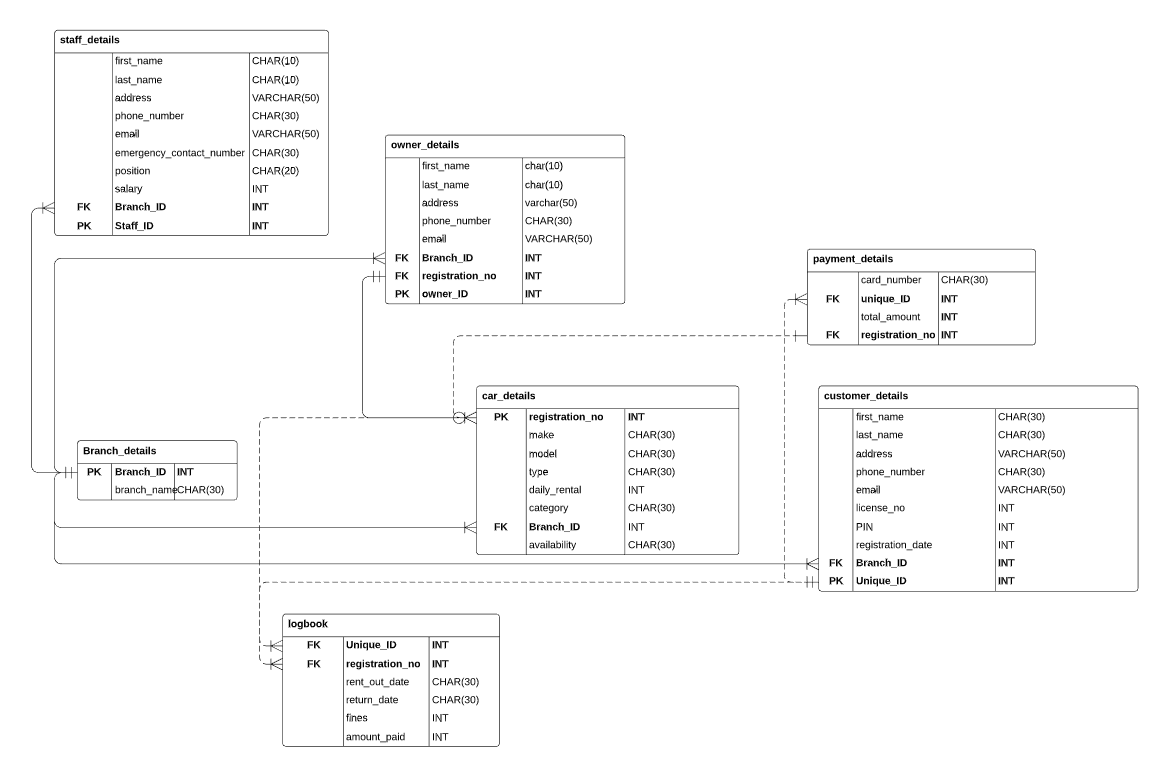 staff_details
first_name CHAR(10)
last_name CHAR(10)
address VARCHAR(50)
phone_number CHAR(30)
email VARCHAR(50)
emergency_contact_number CHAR(30)
position CHAR(20)
salary INT
FK Branch_ID INT
PK Staff_ID INT
owner_details
first_name char(10)
last_name char(10)
address varchar(50)
phone_number CHAR(30)
email VARCHAR(50)
FK Branch_ID INT
FK registration_no INT
PK owner_ID INT
payment_details
card_number CHAR(30)
FK unique_ID INT
total_amount INT
FK registration_no INT
car_details
PK registration_no INT
make CHAR(30)
model CHAR(30)
type CHAR(30)
daily_rental INT
category CHAR(30)
FK Branch_ID INT
availability CHAR(30)
customer_details
first_name CHAR(30)
last_name CHAR(30)
address VARCHAR(50)
phone_number CHAR(30)
email VARCHAR(50)
license_no INT
PIN INT
registration_date INT
FK Branch_ID INT
PK Unique_ID INT
Branch_details
PK Branch_ID INT
branch_name CHAR(30)
logbook
FK Unique_ID INT
FK registration_no INT
rent_out_date CHAR(30)
return_date CHAR(30)
fines INT
amount_paid INT